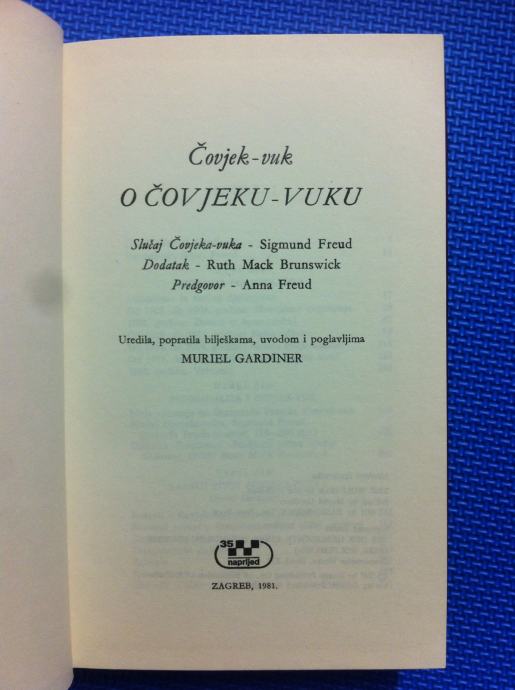 Čovjek-vuk
O ČOVJEKU-VUKU
Slučaj Čovjeka-vuka - Sigmund Freud
Dodatak - Ruth Mack Brunswick
Predgovor - Anna Freud
Uredila, popratila bilješkama, uvodom i poglavljima
MURIEL GARDINER
35
naprijed
ZAGREB, 1981.